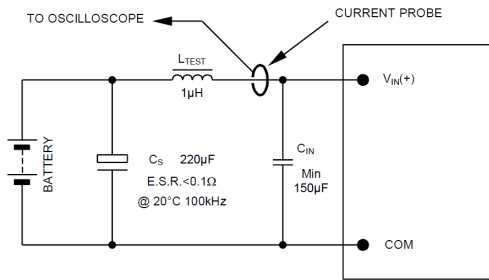 TO OSCILLOSCOPE
CURRENT PROBE
LTEST
1µH
VIN(+)
BATTERY
CS 220µF
E.S.R.<0.1Ω
@ 20°C 100kHz
CIN
Min
150µF
COM